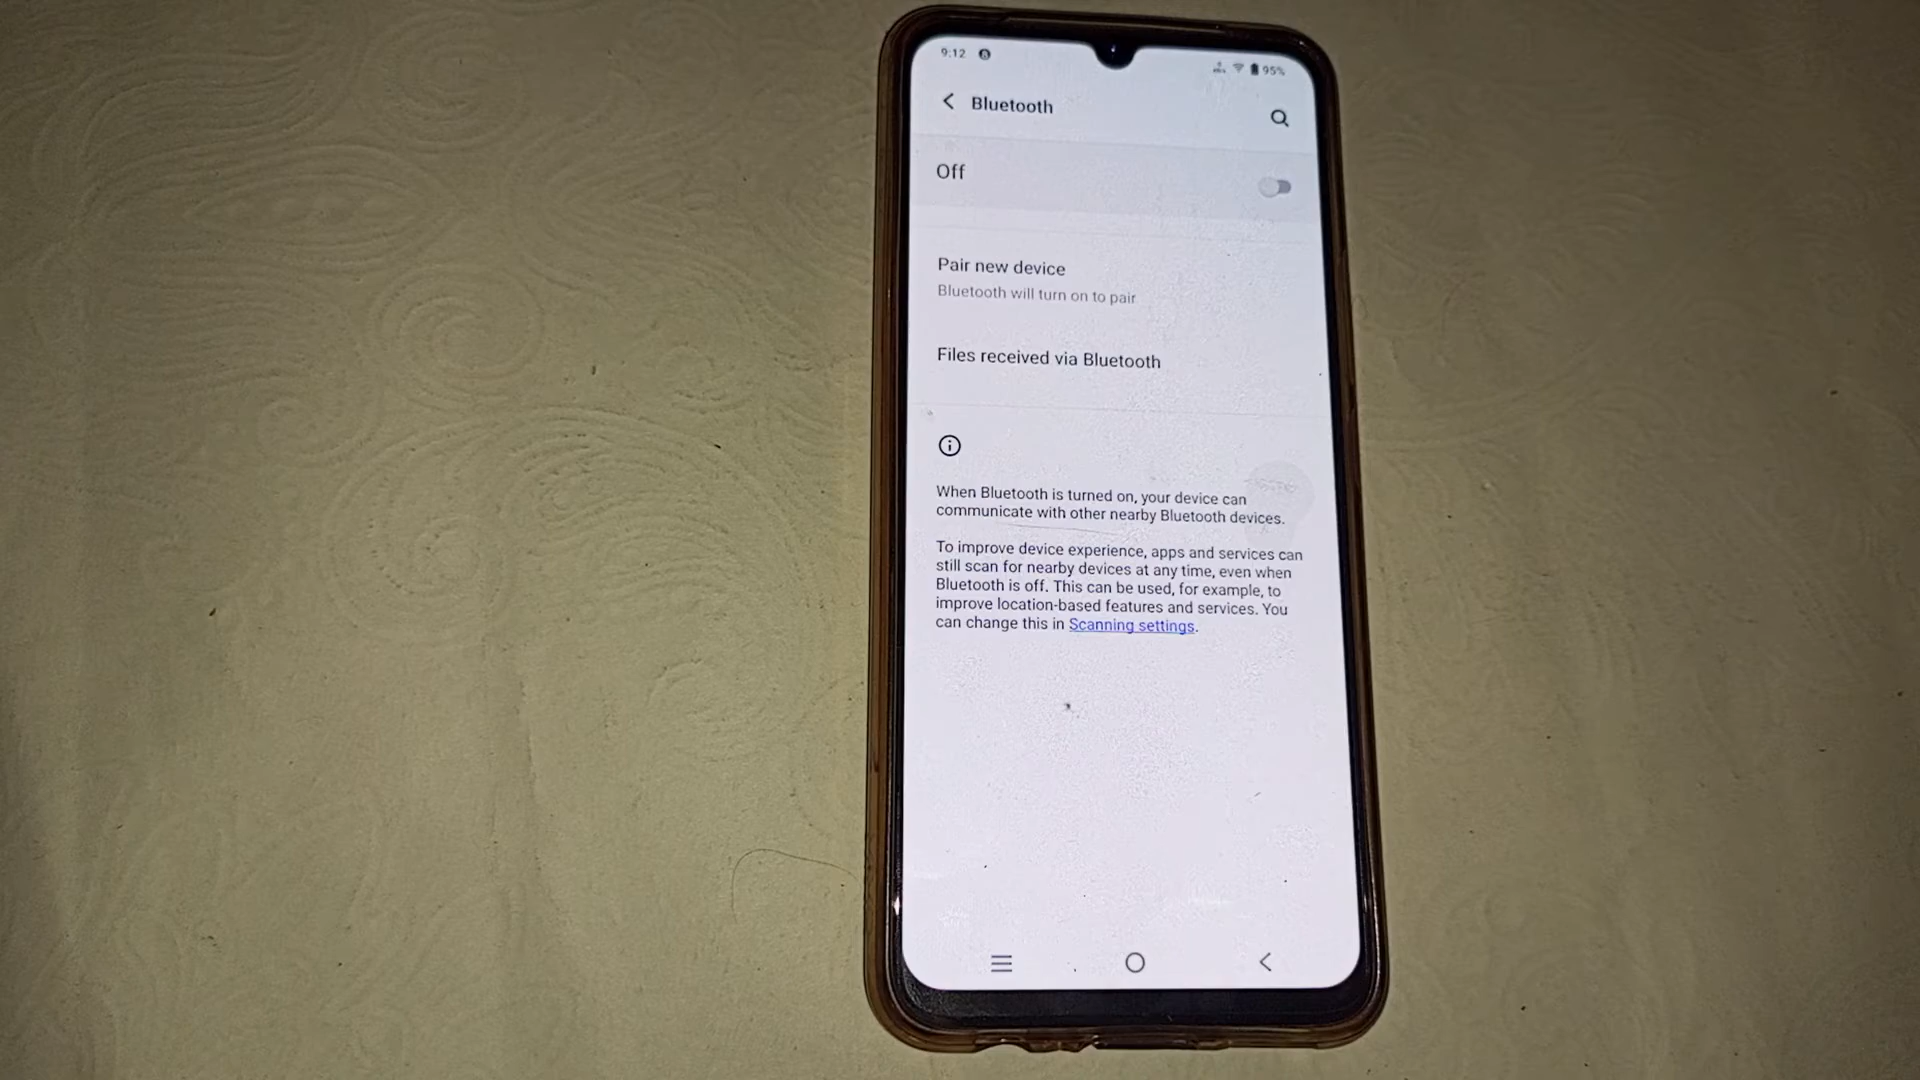 9:12
95%
Bluetooth
Off
Pair new device
Bluetooth will turn on to pair
Files received via Bluetooth
When Bluetooth is turned on, your device can
communicate with other nearby Bluetooth devices.
To improve device experience, apps and services can
still scan for nearby devices at any time, even when
Bluetooth is off. This can be used, for example, to
improve location-based features and services. You
can change this in Scanning settings.